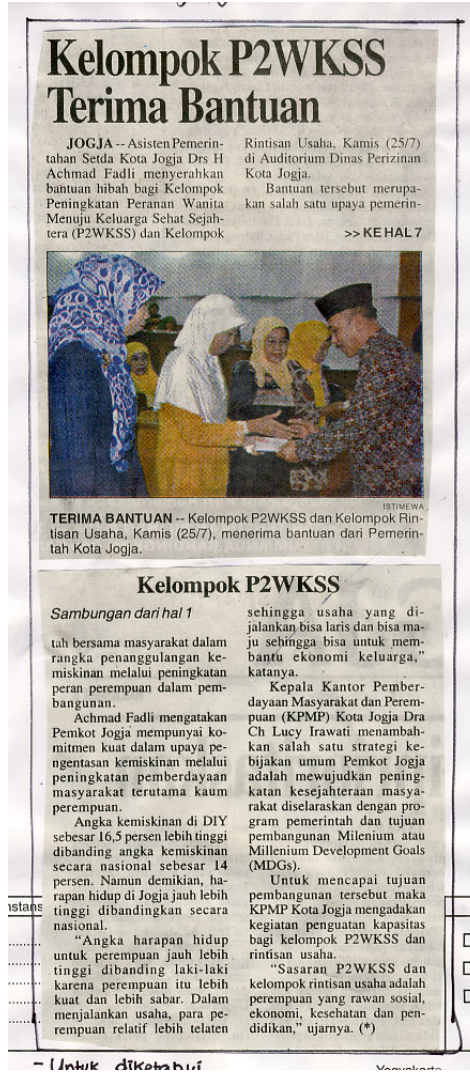 Kelompok P2WKSS
Terima Bantuan
JOGJA -- Asisten Pemerin-
tahan Setda Kota Jogja Drs H
Achmad Fadli menyerahkan
bantuan hibah bagi Kelompok
Peningkatan Peranan Wanita
Menuju Keluarga Sehat Sejah-
tera (P2WKSS) dan Kelompok
Rintisan Usaha, Kamis (25/7)
di Auditorium Dinas Perizinan
Kota Jogja.
Bantuan tersebut merupa-
kan salah satu upaya pemerin-
>> KE HAL 7
ISTIMEWA
TERIMA BANTUAN -- Kelompok P2WKSS dan Kelompok Rin-
tisan Usaha, Kamis (25/7), menerima bantuan dari Pemerin-
tah Kota Jogja.
Kelompok P2WKSS
Sambungan dari hal 1
tah bersama masyarakat dalam
rangka penanggulangan ke-
miskinan melalui peningkatan
peran perempuan dalam pem-
bangunan.
Achmad Fadli mengatakan
Pemkot Jogja mempunyai ko-
mitmen kuat dalam upaya pe-
ngentasan kemiskinan melalui
peningkatan pemberdayaan
masyarakat terutama kaum
perempuan.
Angka kemiskinan di DIY
sebesar 16,5 persen lebih tinggi
dibanding angka kemiskinan
secara nasional sebesar 14
persen. Namun demikian, ha-
rapan hidup di Jogja jauh lebih
tinggi dibandingkan secara
nasional.
"Angka harapan hidup
untuk perempuan jauh lebih
tinggi dibanding laki-laki
karena perempuan itu lebih
kuat dan lebih sabar. Dalam
menjalankan usaha, para pe-
rempuan relatif lebih telaten
sehingga usaha yang di-
jalankan bisa laris dan bisa ma-
ju sehingga bisa untuk mem-
bantu ekonomi keluarga,"
katanya.
Kepala Kantor Pember-
dayaan Masyarakat dan Perem-
puan (KPMP) Kota Jogja Dra
Ch Lucy Irawati menambah-
kan salah satu strategi ke-
bijakan umum Pemkot Jogja
adalah mewujudkan pening-
katan kesejahteraan masya-
rakat diselaraskan dengan pro-
gram pemerintah dan tujuan
pembangunan Milenium atau
Millenium Development Goals
(MDGs).
Untuk mencapai tujuan
pembangunan tersebut maka
KPMP Kota Jogja mengadakan
kegiatan penguatan kapasitas
bagi kelompok P2WKSS dan
rintisan usaha.
"Sasaran P2WKSS dan
kelompok rintisan usaha adalah
perempuan yang rawan sosial,
ekonomi, kesehatan dan pen-
didikan," ujarnya. (*)
nstans
- Untuk diketahui
Yogyakarta